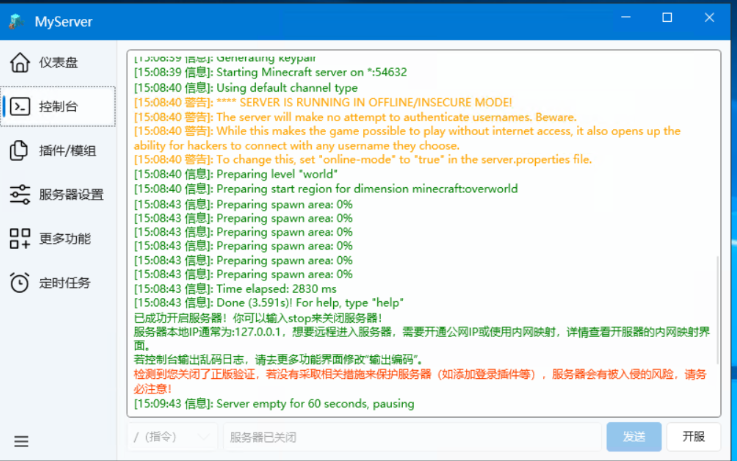 MyServer
仪表盘
控制台
插件/模组
服务器设置
更多功能
定时任务
[15:08:39 信息]: Generating keypair
[15:08:39 信息]: Starting Minecraft server on *:54632
[15:08:40 信息]: Using default channel type
[15:08:40 警告]: **** SERVER IS RUNNING IN OFFLINE/INSECURE MODE!
[15:08:40 警告]: The server will make no attempt to authenticate usernames. Beware.
[15:08:40 警告]: While this makes the game possible to play without internet access, it also opens up the
ability for hackers to connect with any username they choose.
[15:08:40 警告]: To change this, set "online-mode" to "true" in the server.properties file.
[15:08:40 信息]: Preparing level "world"
[15:08:40 信息]: Preparing start region for dimension minecraft:overworld
[15:08:43 信息]: Preparing spawn area: 0%
[15:08:43 信息]: Preparing spawn area: 0%
[15:08:43 信息]: Preparing spawn area: 0%
[15:08:43 信息]: Preparing spawn area: 0%
[15:08:43 信息]: Preparing spawn area: 0%
[15:08:43 信息]: Preparing spawn area: 0%
[15:08:43 信息]: Time elapsed: 2830 ms
[15:08:43 信息]: Done (3.591s)! For help, type "help"
已成功开启服务器！你可以输入stop来关闭服务器！
服务器本地IP通常为:127.0.0.1，想要远程进入服务器，需要开通公网IP或使用内网映射，详情查看开服器的内网映射界
面。
若控制台输出乱码日志，请去更多功能界面修改“输出编码”。
检测到您关闭了正版验证，若没有采取相关措施来保护服务器（如添加登录插件等），服务器会有被入侵的风险，请务
必注意！
[15:09:43 信息]: Server empty for 60 seconds, pausing
/（指令）
服务器已关闭
发送
开服